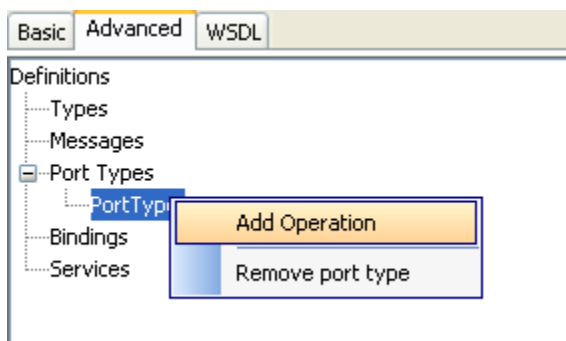 Basic Advanced WSDL
Definitions
Types
Messages
Port Types
Add Operation
Bindings
Services
Remove port type